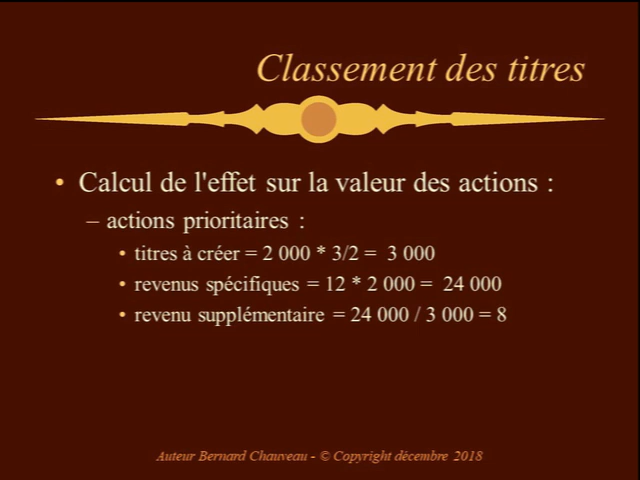 Classement des titres
• Calcul de l'effet sur la valeur des actions :
– actions prioritaires :
• titres à créer = 2 000 * 3/2 = 3 000
• revenus spécifiques = 12 * 2 000 = 24 000
• revenu supplémentaire = 24 000 / 3 000 = 8
Auteur Bernard Chauveau - © Copyright décembre 2018